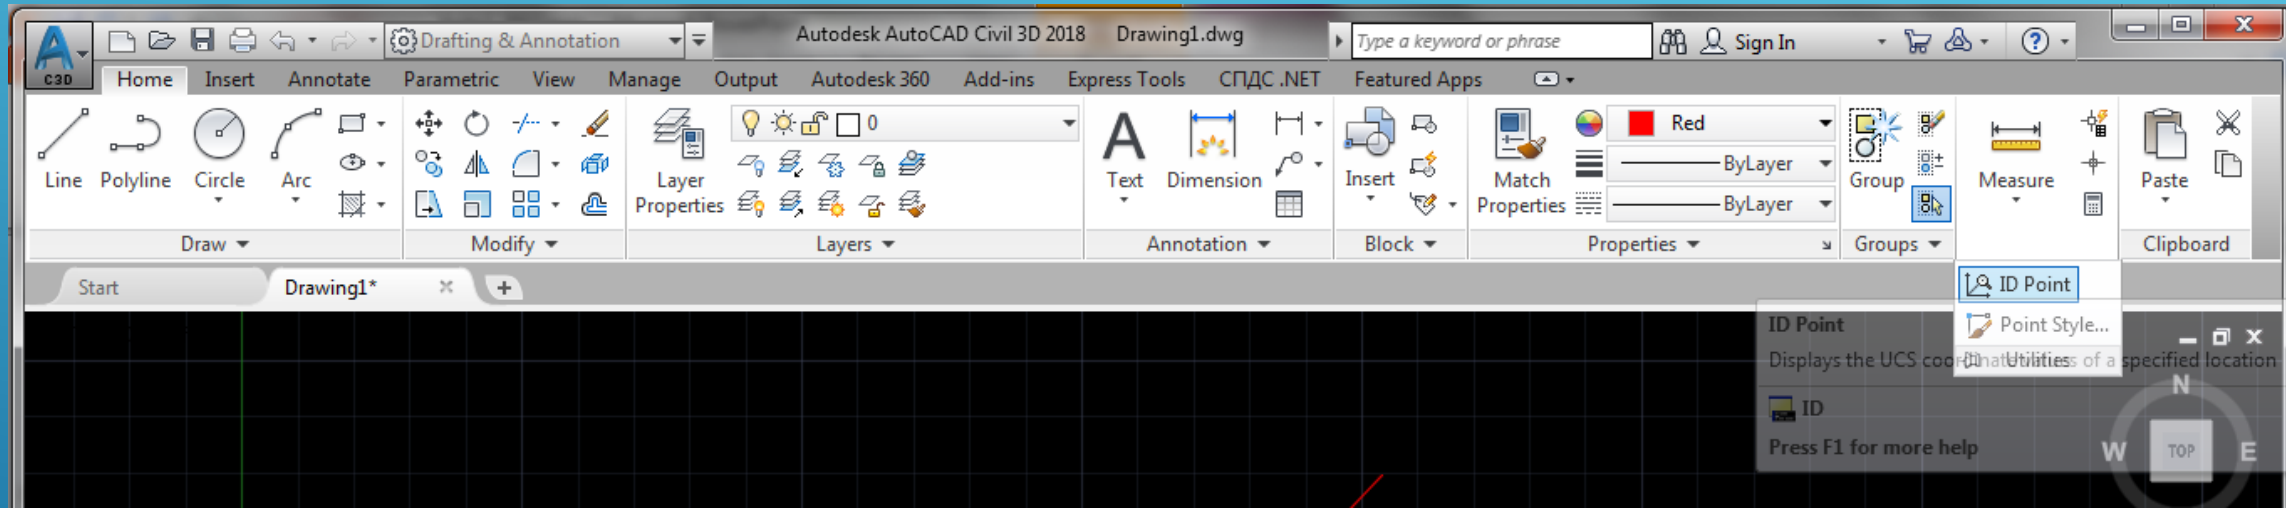 Drafting & Annotation
Autodesk AutoCAD Civil 3D 2018 Drawing1.dwg
Type a keyword or phrase
Sign In
C3D
Home Insert Annotate Parametric View Manage Output Autodesk 360 Add-ins Express Tools СПДС .NET Featured Apps
0
Red
ByLayer
ByLayer
Line Polyline Circle Arc
Layer Properties
Text Dimension
Insert
Match Properties
Group
Measure
Paste
Draw Modify Layers Annotation Block Properties Groups Clipboard
Start Drawing1*
ID Point
Point Style...
Utilities
ID Point
Displays the UCS coordinate values of a specified location
ID
Press F1 for more help
N
W TOP E